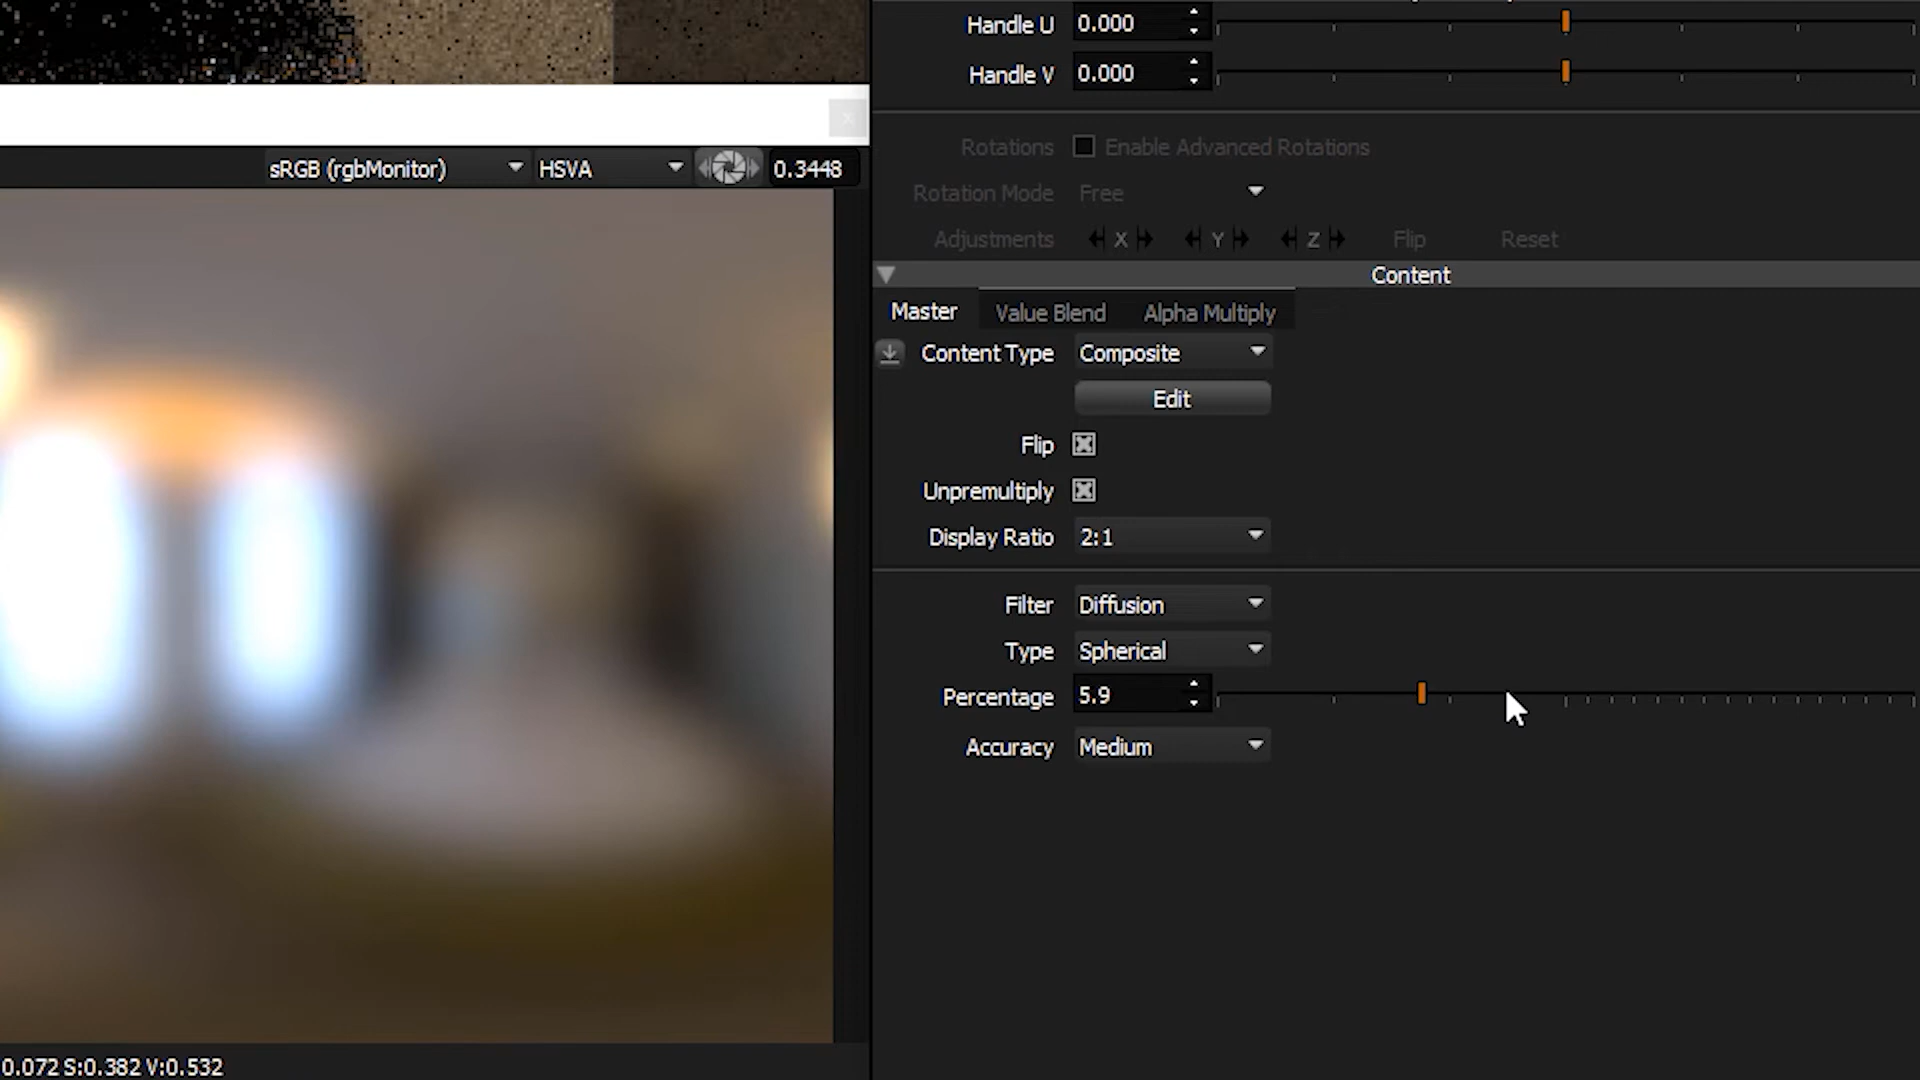 Handle U 0.000
Handle V 0.000
sRGB (rgbMonitor) HSVA 0.3448
Rotations Enable Advanced Rotations
Rotation Mode Free
Adjustments X Y Z Flip Reset
Content
Master Value Blend Alpha Multiply
Content Type Composite
Edit
Flip
Unpremultiply
Display Ratio 2:1
Filter Diffusion
Type Spherical
Percentage 5.9
Accuracy Medium
0.072 S:0.382 V:0.532